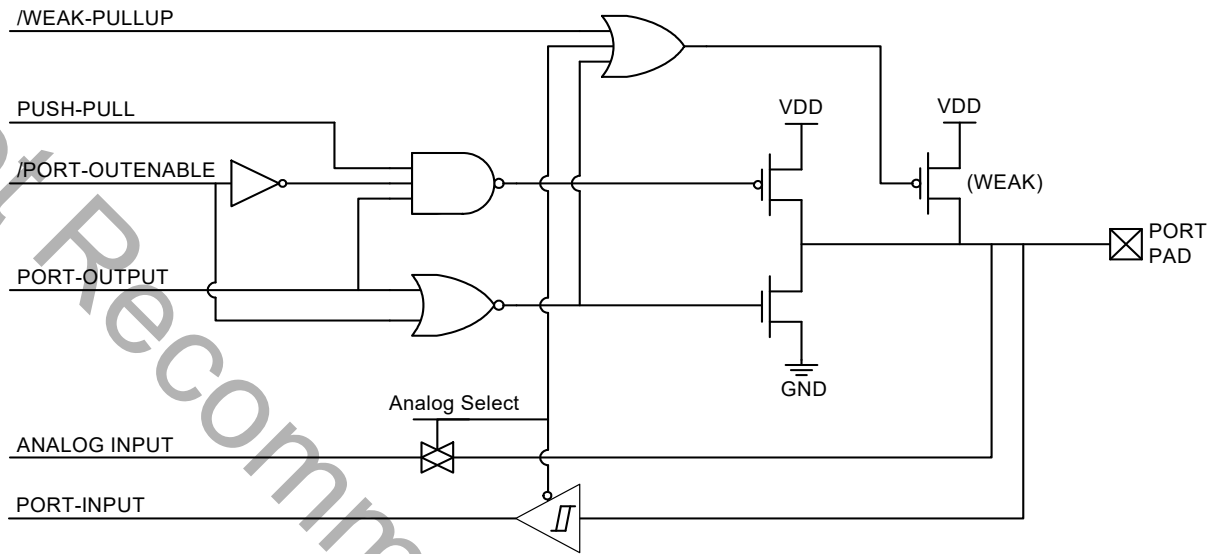 /WEAK-PULLUP
PUSH-PULL
VDD
VDD
/PORT-OUTENABLE
(WEAK)
PORT
PAD
PORT-OUTPUT
GND
Analog Select
ANALOG INPUT
PORT-INPUT